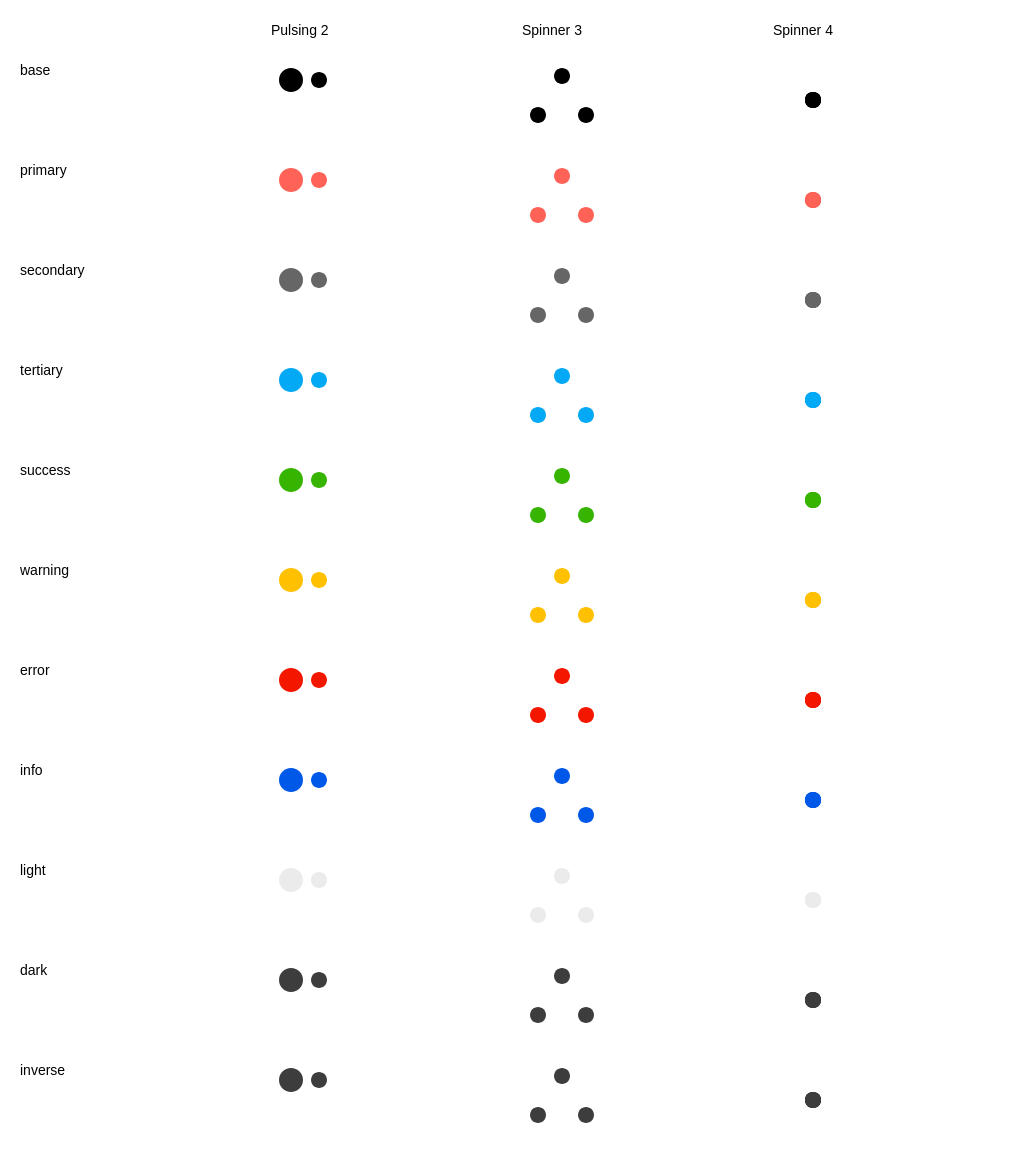 Pulsing 2 Spinner 3 Spinner 4
base
primary
secondary
tertiary
success
warning
error
info
light
dark
inverse